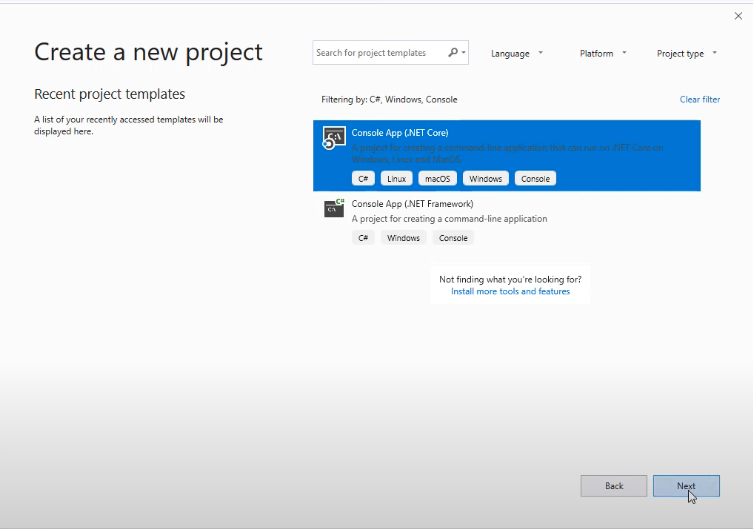 Create a new project
Search for project templates
Language
Platform
Project type
Recent project templates
A list of your recently accessed templates will be
displayed here.
Filtering by: C#, Windows, Console
Clear filter
Console App (.NET Core)
A project for creating a command-line application that can run on .NET Core on
Windows, Linux and MacOS.
C# Linux macOS Windows Console
Console App (.NET Framework)
A project for creating a command-line application
C# Windows Console
Not finding what you're looking for?
Install more tools and features
Back
Next